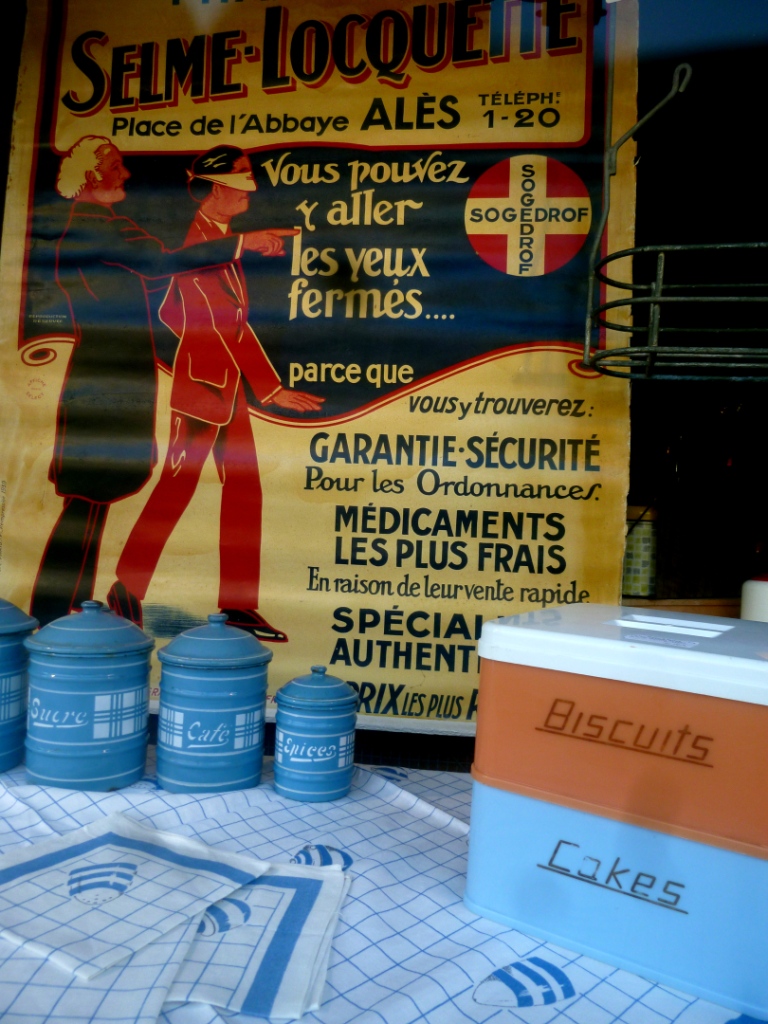 SELME-LOCQUETTE
Place de l'Abbaye ALÈS TÉLÉPH: 1-20
Vous pouvez
y aller
les yeux
fermés....
SOGEDROF
SOGEDROF
parce que
vous y trouverez:
GARANTIE-SÉCURITÉ
Pour les Ordonnances.
MÉDICAMENTS
LES PLUS FRAIS
En raison de leur vente rapide
SPÉCIAL
AUTHENT
PRIX LES PLUS
Sucre
Café
Epices
Biscuits
Cakes